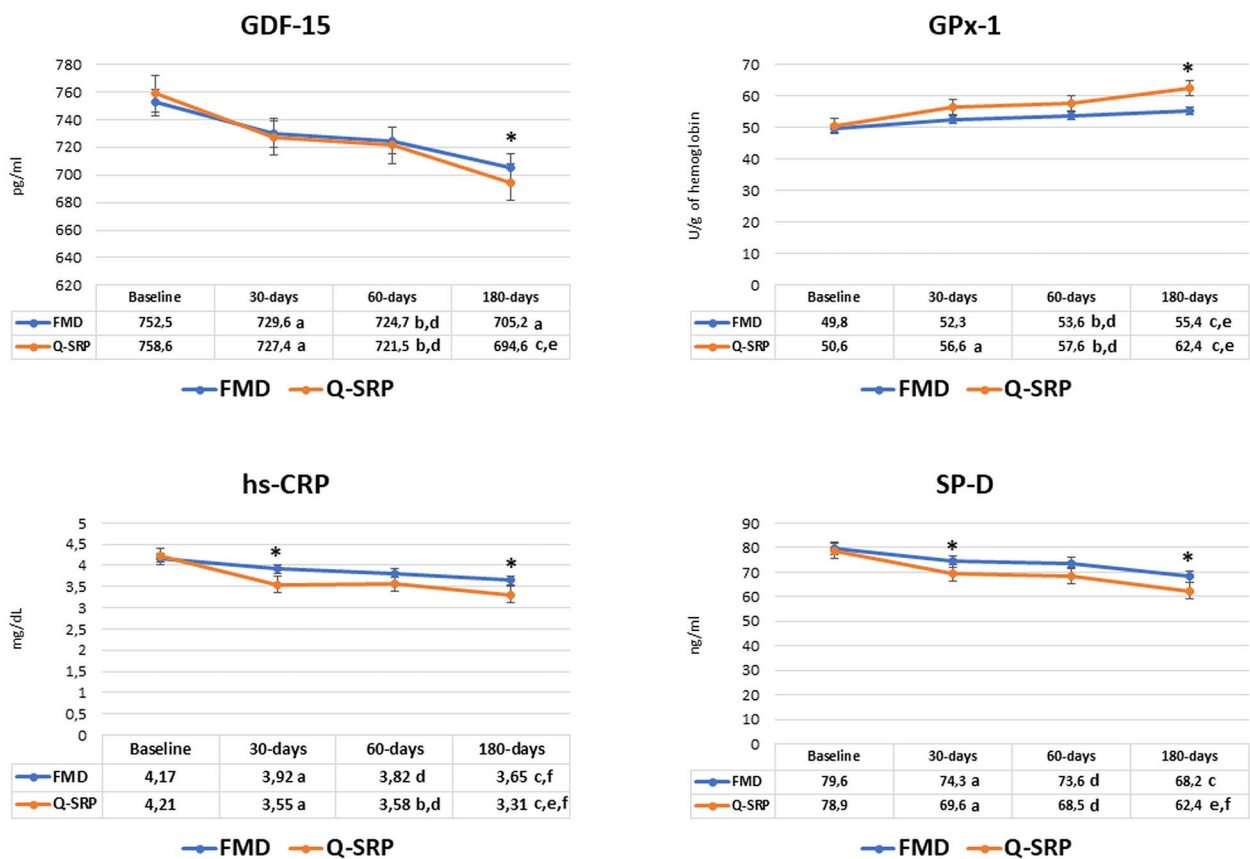 GDF-15
780
760
740
720
700
680
660
640
620
pg/ml
*
Baseline 30-days 60-days 180-days
FMD 752,5 729,6 a 724,7 b,d 705,2 a
Q-SRP 758,6 727,4 a 721,5 b,d 694,6 c,e
FMD Q-SRP
GPx-1
70
60
50
40
30
20
10
0
U/g of hemoglobin
*
Baseline 30-days 60-days 180-days
FMD 49,8 52,3 53,6 b,d 55,4 c,e
Q-SRP 50,6 56,6 a 57,6 b,d 62,4 c,e
FMD Q-SRP
hs-CRP
5
4,5
4
3,5
3
2,5
2
1,5
1
0,5
0
mg/dL
* *
Baseline 30-days 60-days 180-days
FMD 4,17 3,92 a 3,82 d 3,65 c,f
Q-SRP 4,21 3,55 a 3,58 b,d 3,31 c,e,f
FMD Q-SRP
SP-D
90
80
70
60
50
40
30
20
10
0
ng/ml
* *
Baseline 30-days 60-days 180-days
FMD 79,6 74,3 a 73,6 d 68,2 c
Q-SRP 78,9 69,6 a 68,5 d 62,4 e,f
FMD Q-SRP